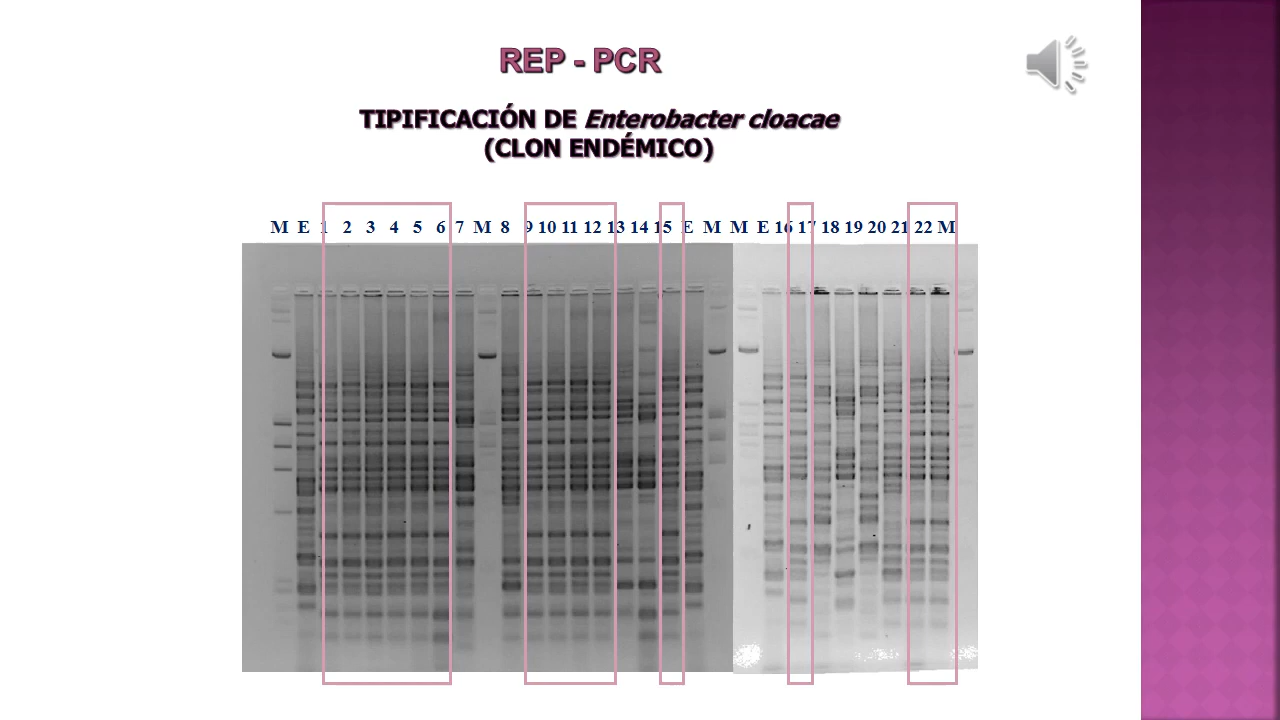 REP - PCR
TIPIFICACIÓN DE Enterobacter cloacae
(CLON ENDÉMICO)
M E 1 2 3 4 5 6 7 M 8 9 10 11 12 13 14 15 E M M E 16 17 18 19 20 21 22 M